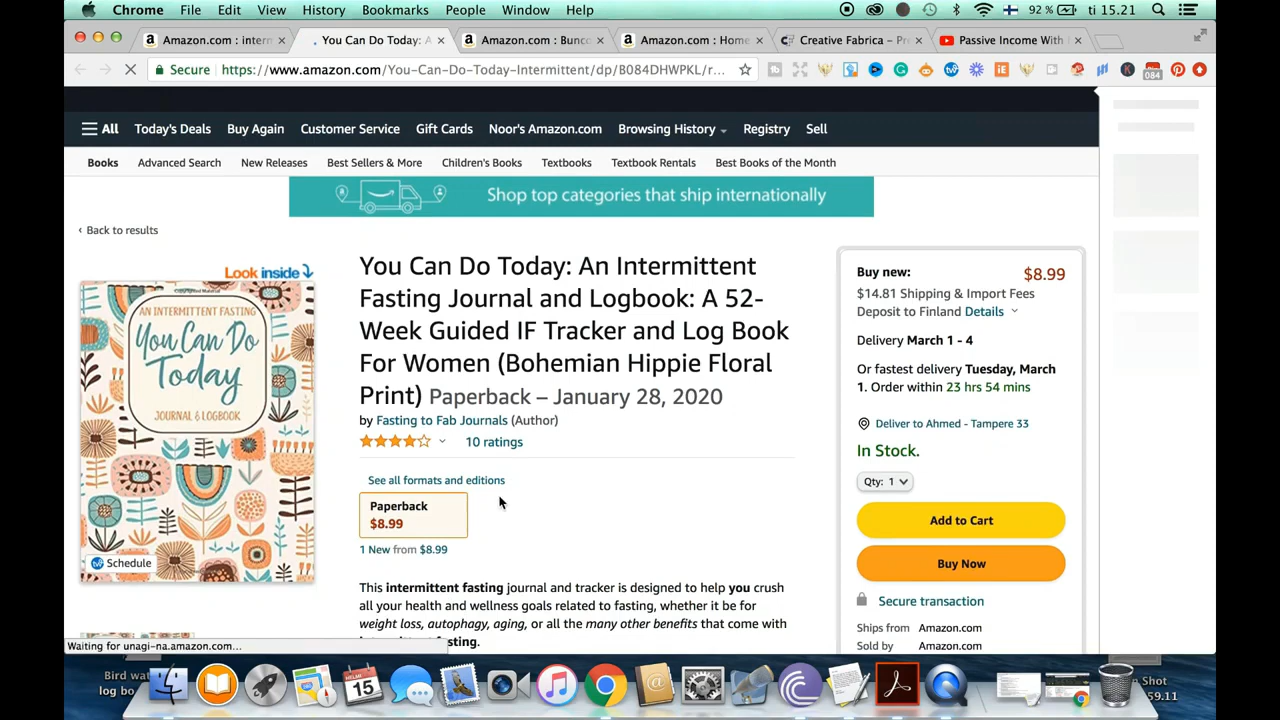 Chrome File Edit View History Bookmarks People Window Help 92 % ti 15.21
Amazon.com : interm
You Can Do Today: A
Amazon.com : Bunco
Amazon.com : Home
Creative Fabrica – Pre
Passive Income With
Secure https://www.amazon.com/You-Can-Do-Today-Intermittent/dp/B084DHWPKL/r...
All Today's Deals Buy Again Customer Service Gift Cards Noor's Amazon.com Browsing History Registry Sell
Books Advanced Search New Releases Best Sellers & More Children's Books Textbooks Textbook Rentals Best Books of the Month
Shop top categories that ship internationally
‹ Back to results
Look inside
AN INTERMITTENT FASTING
You Can Do
Today
JOURNAL & LOGBOOK
Schedule
You Can Do Today: An Intermittent
Fasting Journal and Logbook: A 52-
Week Guided IF Tracker and Log Book
For Women (Bohemian Hippie Floral
Print) Paperback – January 28, 2020
by Fasting to Fab Journals (Author)
10 ratings
See all formats and editions
Paperback
$8.99
1 New from $8.99
This intermittent fasting journal and tracker is designed to help you crush
all your health and wellness goals related to fasting, whether it be for
weight loss, autophagy, aging, or all the many other benefits that come with
Buy new: $8.99
$14.81 Shipping & Import Fees
Deposit to Finland Details
Delivery March 1 - 4
Or fastest delivery Tuesday, March
1. Order within 23 hrs 54 mins
Deliver to Ahmed - Tampere 33
In Stock.
Qty: 1
Add to Cart
Buy Now
Secure transaction
Ships from Amazon.com
Sold by Amazon.com
Waiting for unagi-na.amazon.com...
Bird wa
log bo
15
Shot
59.11
084